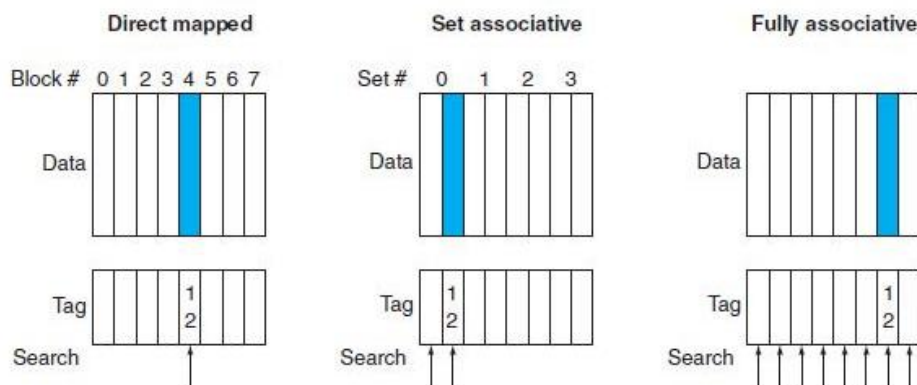 Direct mapped
Block # 0 1 2 3 4 5 6 7
Data
Tag
1
2
Search
Set associative
Set # 0 1 2 3
Data
Tag
1
2
Search
Fully associative
Data
Tag
1
2
Search